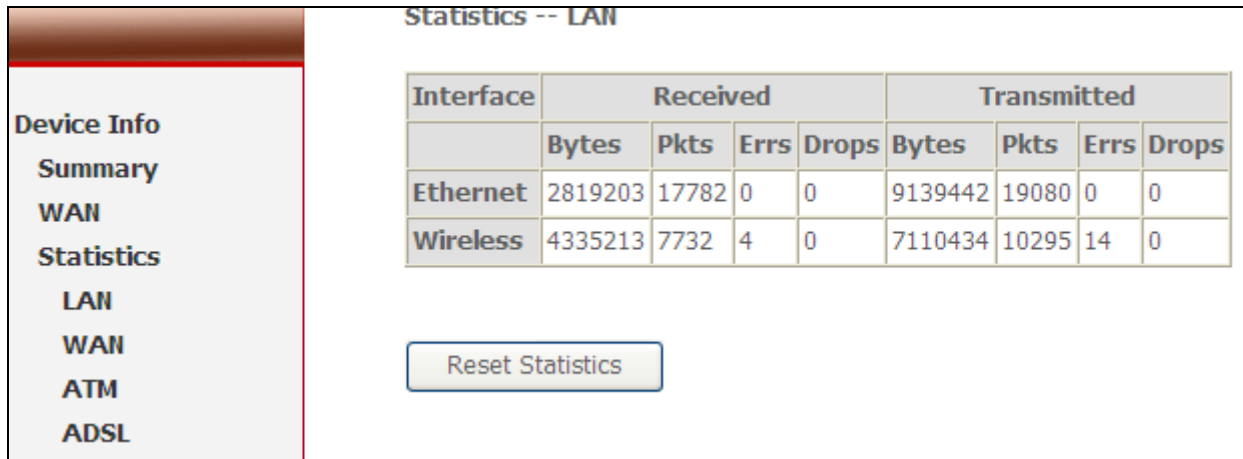 Statistics -- LAN
Device Info
Summary
WAN
Statistics
LAN
WAN
ATM
ADSL
Interface Received Transmitted
Bytes Pkts Errs Drops Bytes Pkts Errs Drops
Ethernet 2819203 17782 0 0 9139442 19080 0 0
Wireless 4335213 7732 4 0 7110434 10295 14 0
Reset Statistics